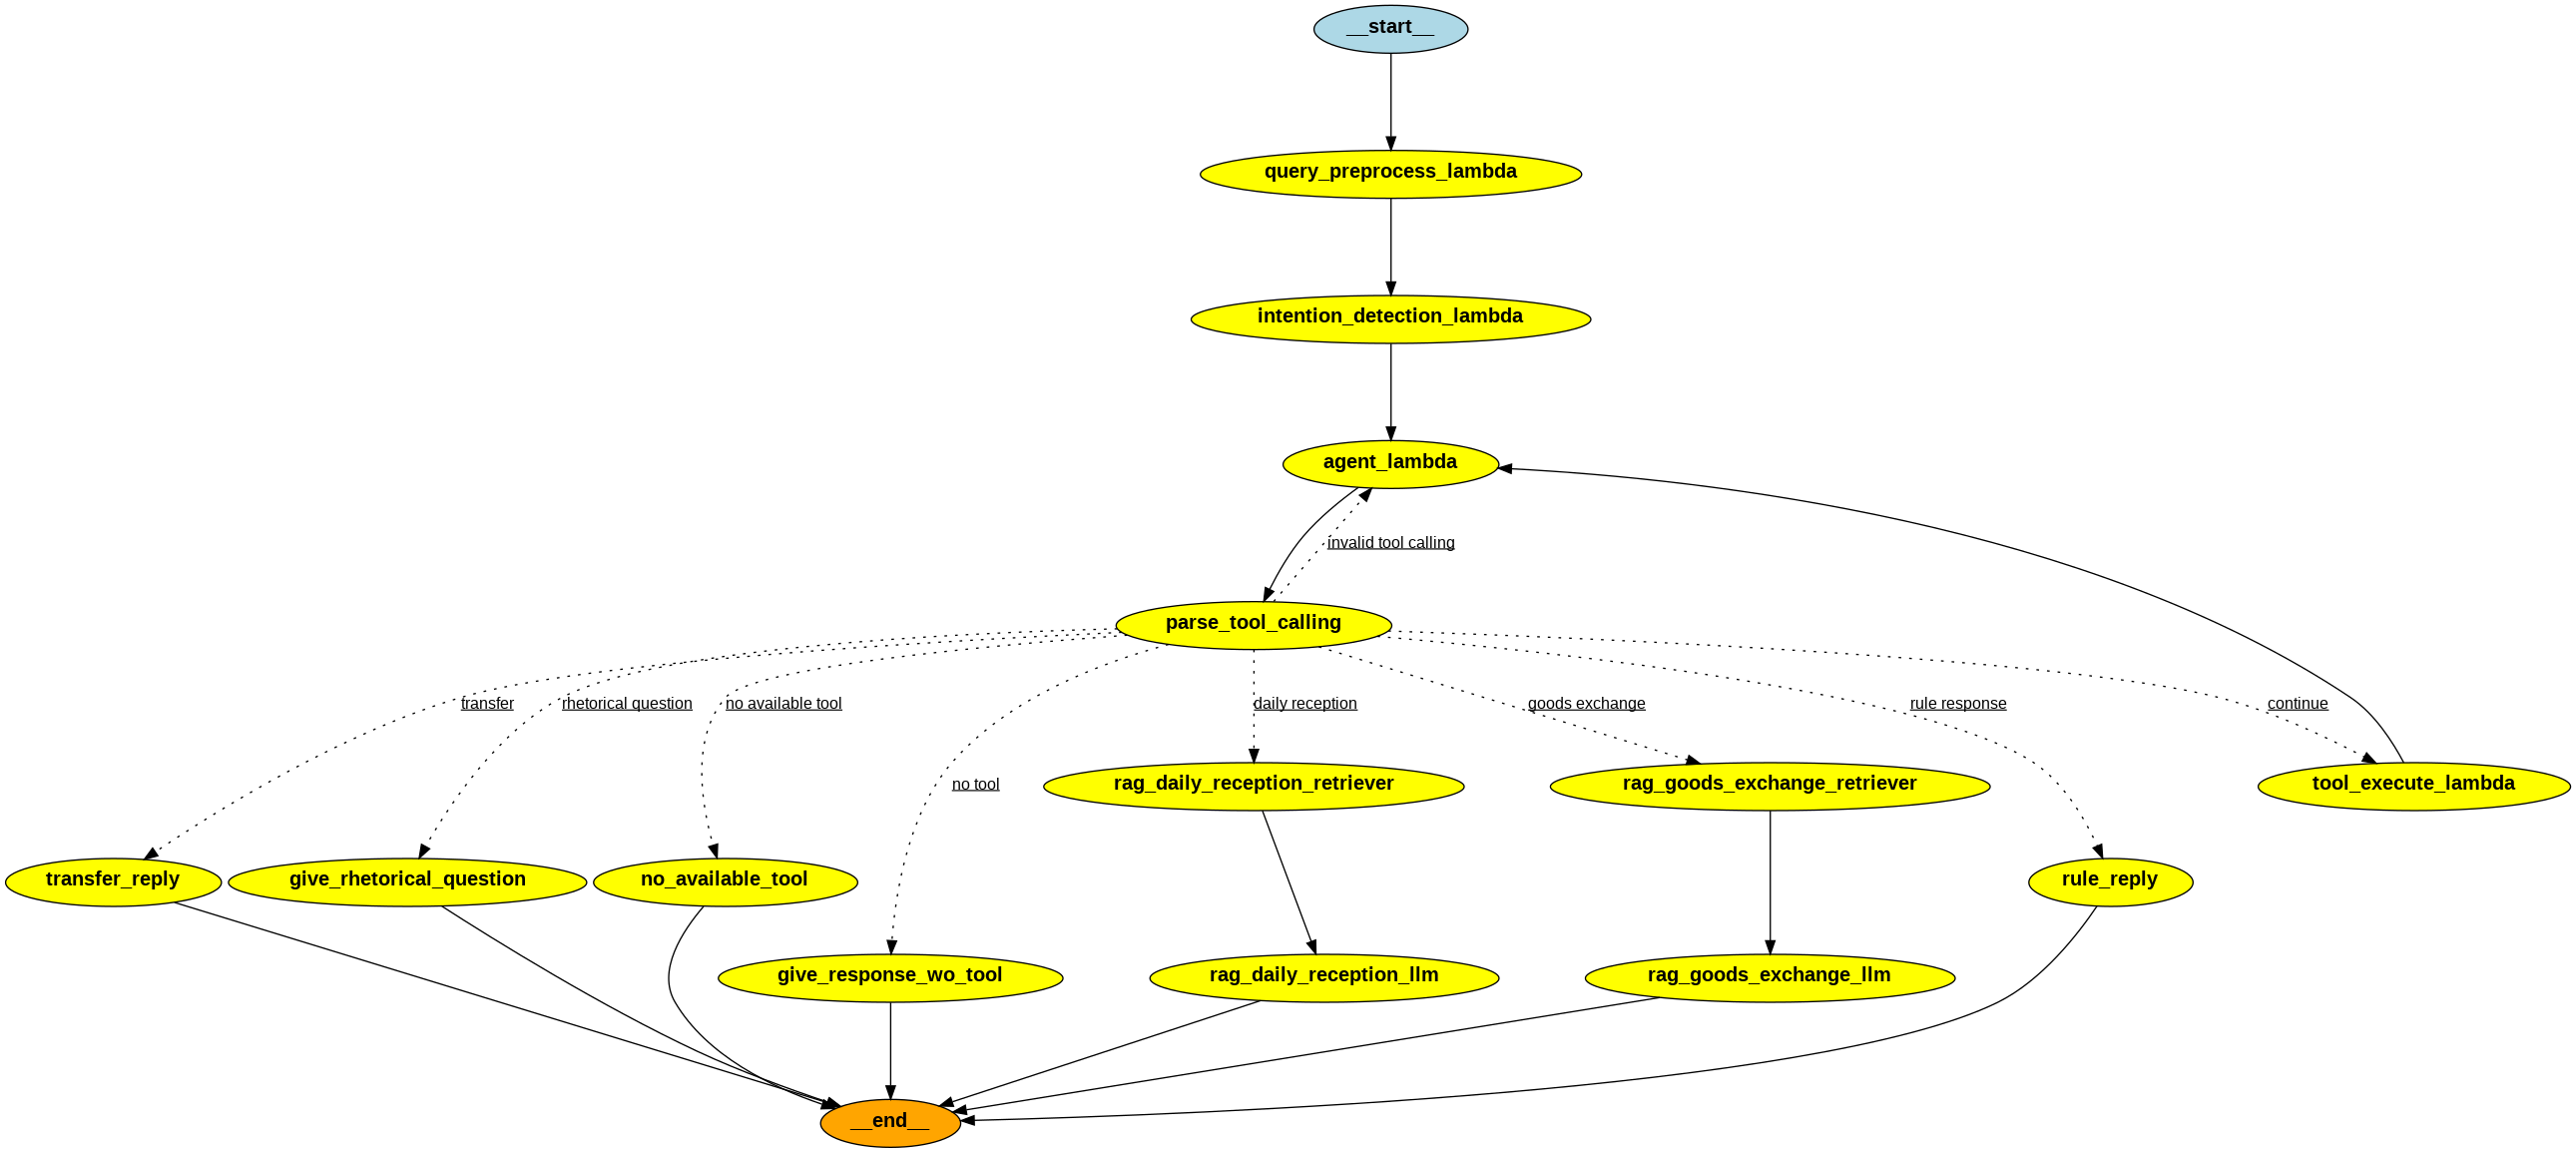 __start__
query_preprocess_lambda
intention_detection_lambda
agent_lambda
invalid tool calling
parse_tool_calling
transfer
rhetorical question
no available tool
daily reception
goods exchange
rule response
continue
no tool
rag_daily_reception_retriever
rag_goods_exchange_retriever
tool_execute_lambda
transfer_reply
give_rhetorical_question
no_available_tool
rule_reply
give_response_wo_tool
rag_daily_reception_llm
rag_goods_exchange_llm
__end__